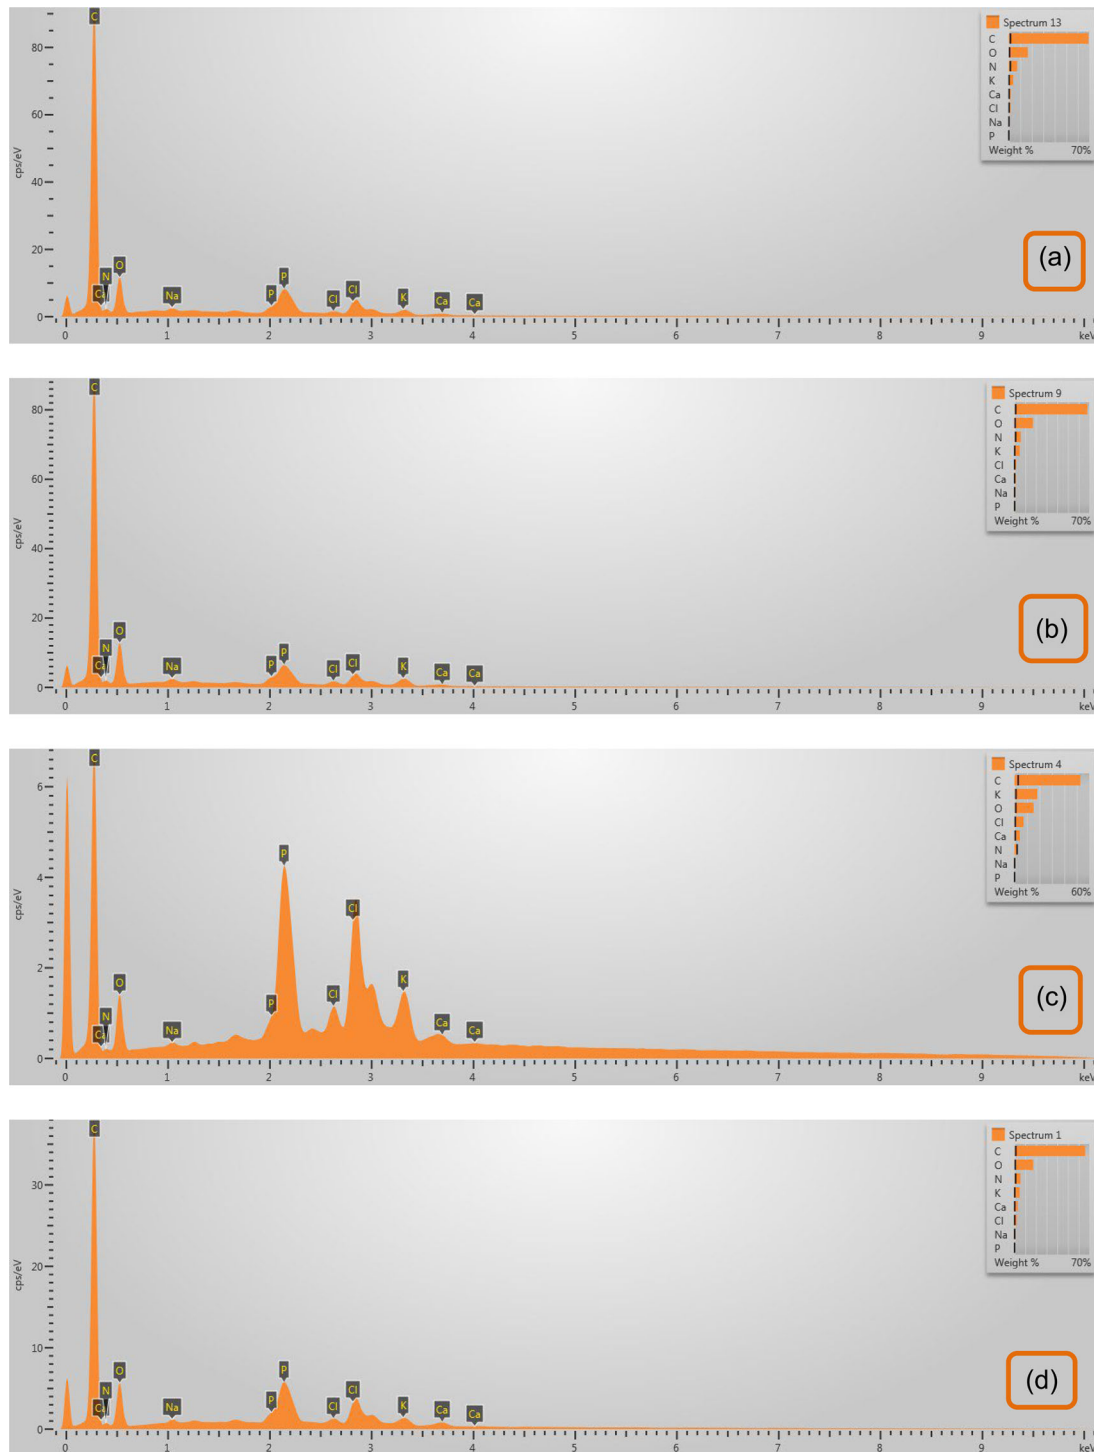 Spectrum 13
C
O
N
K
Ca
Cl
Na
P
Weight % 70%
cps/eV
80
60
40
20
0
C
Ca
N
O
Na
P
P
Cl
Cl
K
Ca
Ca
0 1 2 3 4 5 6 7 8 9 keV
(a)
Spectrum 9
C
O
N
K
Cl
Ca
Na
P
Weight % 70%
cps/eV
80
60
40
20
0
C
Ca
N
O
Na
P
P
Cl
Cl
K
Ca
Ca
0 1 2 3 4 5 6 7 8 9 keV
(b)
Spectrum 4
C
K
O
Cl
Ca
N
Na
P
Weight % 60%
cps/eV
6
4
2
0
C
Ca
N
O
Na
P
P
Cl
Cl
K
Ca
Ca
0 1 2 3 4 5 6 7 8 9 keV
(c)
Spectrum 1
C
O
N
K
Ca
Cl
Na
P
Weight % 70%
cps/eV
30
20
10
0
C
Ca
N
O
Na
P
P
Cl
Cl
K
Ca
Ca
0 1 2 3 4 5 6 7 8 9 keV
(d)